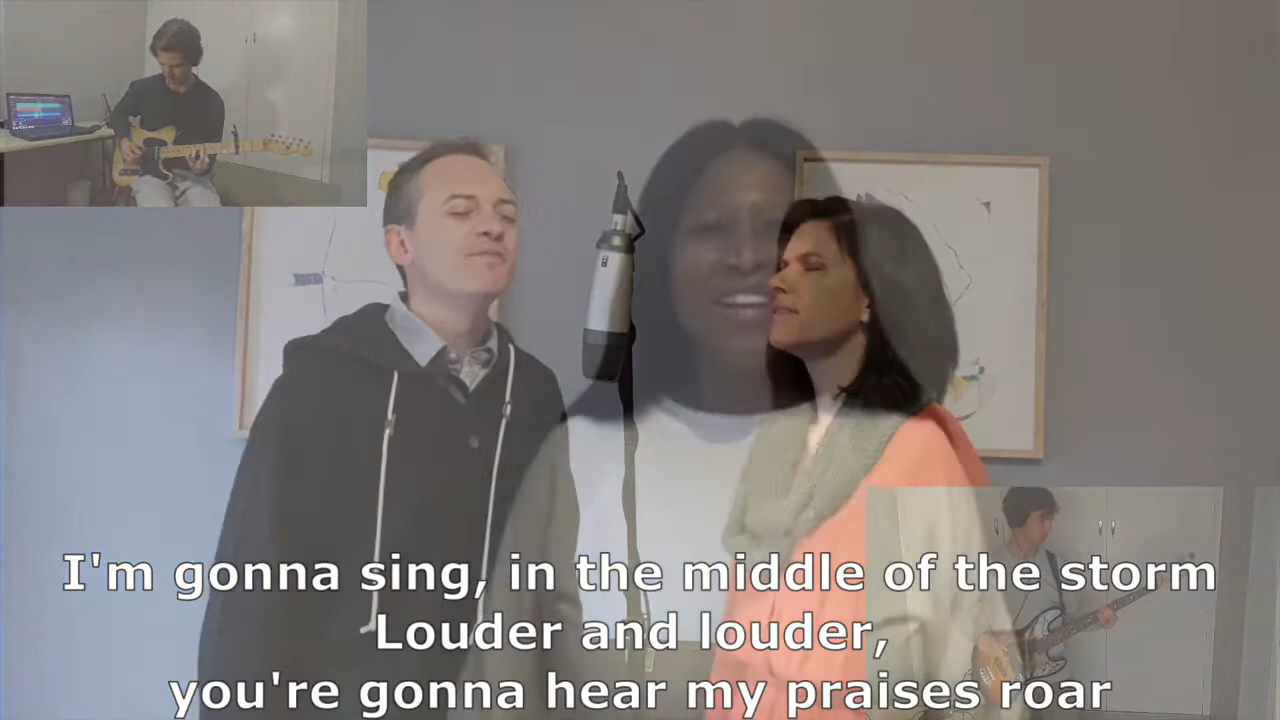 I'm gonna sing, in the middle of the storm
Louder and louder,
you're gonna hear my praises roar